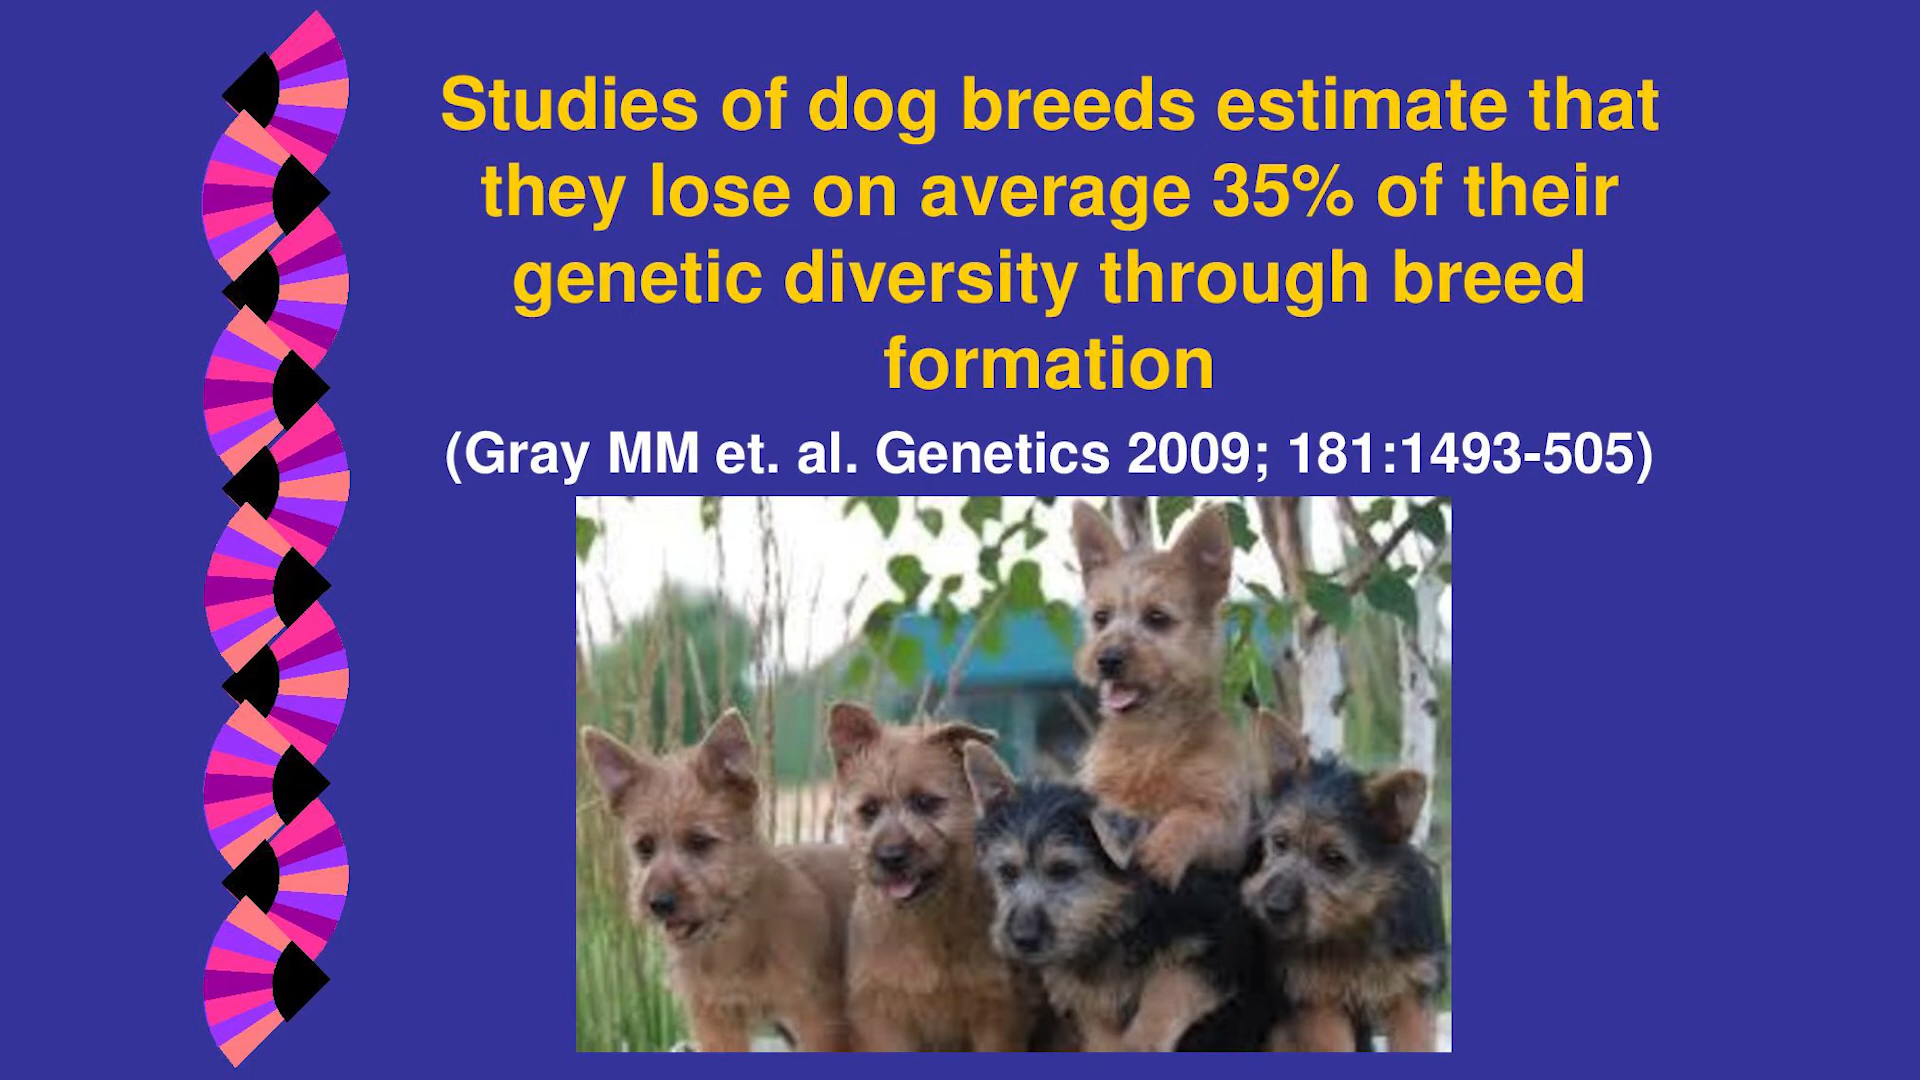 Studies of dog breeds estimate that
they lose on average 35% of their
genetic diversity through breed
formation
(Gray MM et. al. Genetics 2009; 181:1493-505)